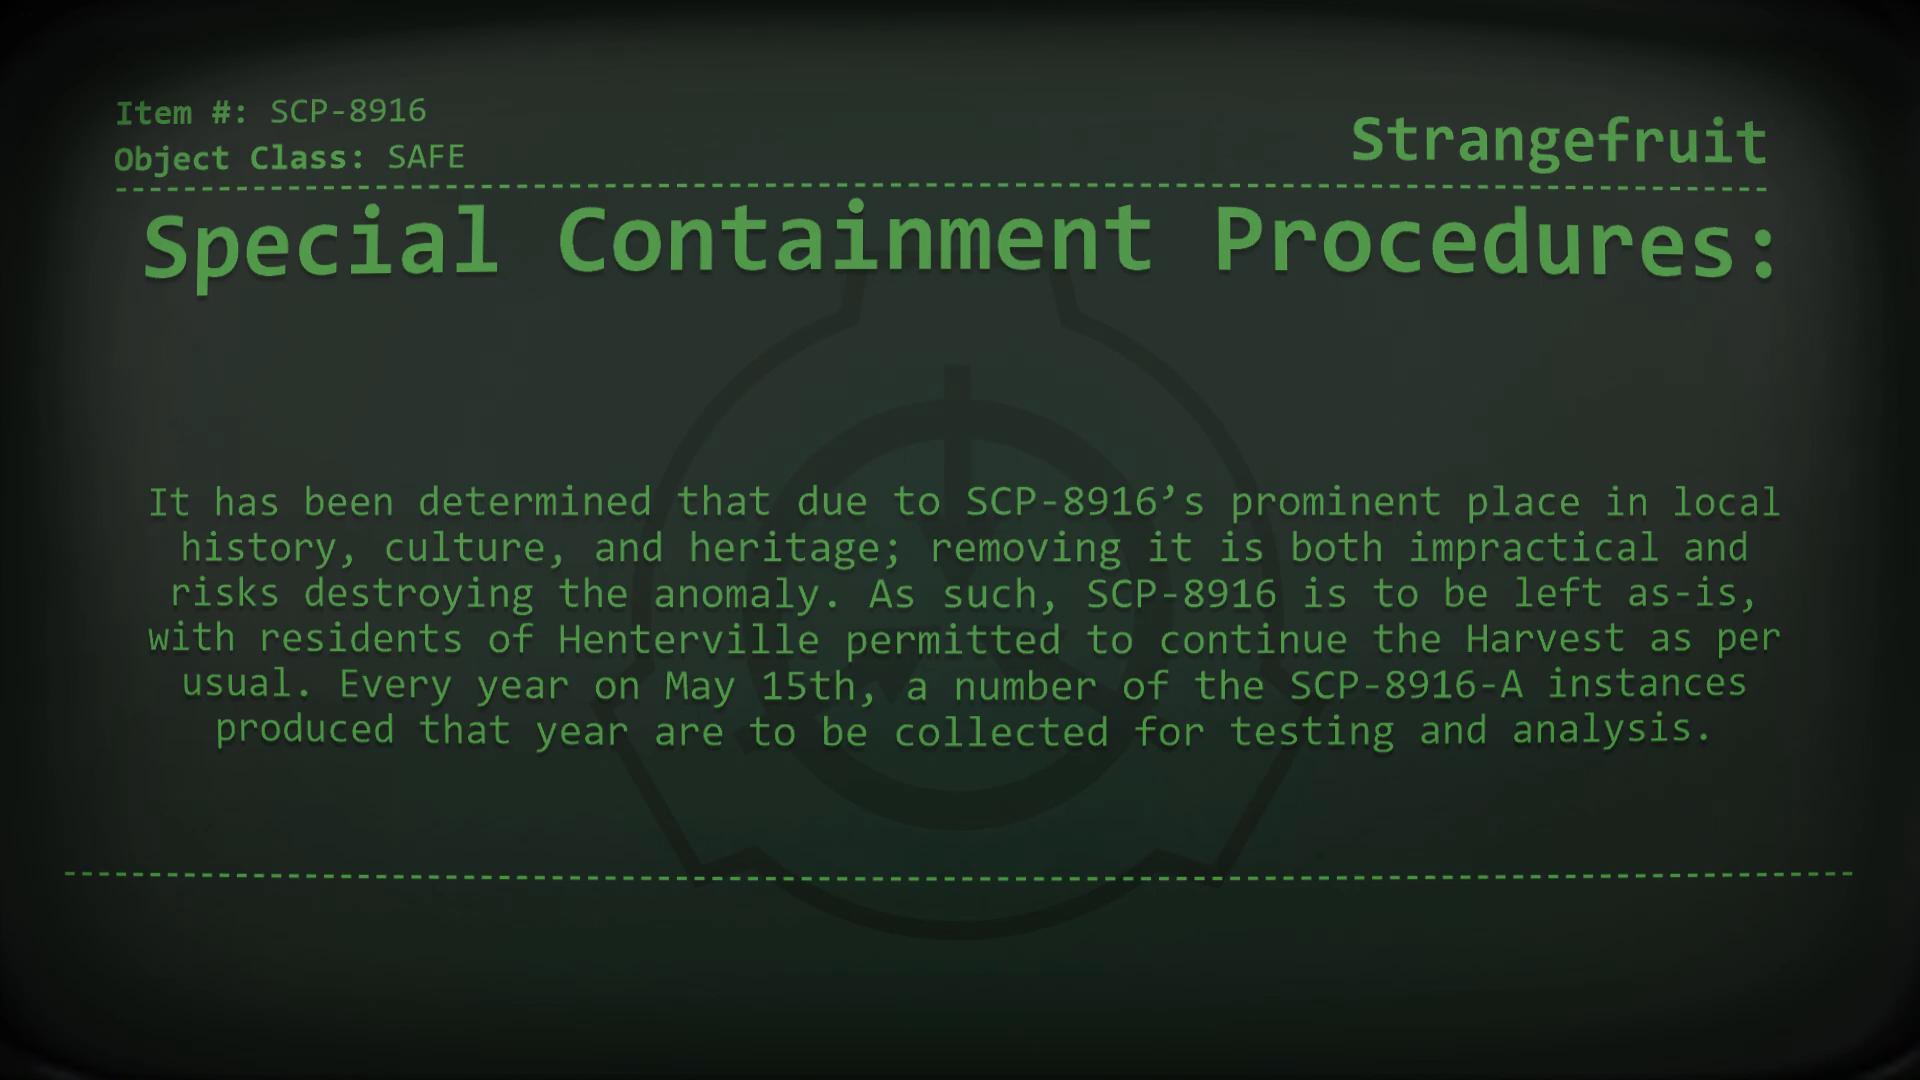 Item #: SCP-8916
Object Class: SAFE
Strangefruit
Special Containment Procedures:
It has been determined that due to SCP-8916’s prominent place in local
history, culture, and heritage; removing it is both impractical and
risks destroying the anomaly. As such, SCP-8916 is to be left as-is,
with residents of Henterville permitted to continue the Harvest as per
usual. Every year on May 15th, a number of the SCP-8916-A instances
produced that year are to be collected for testing and analysis.